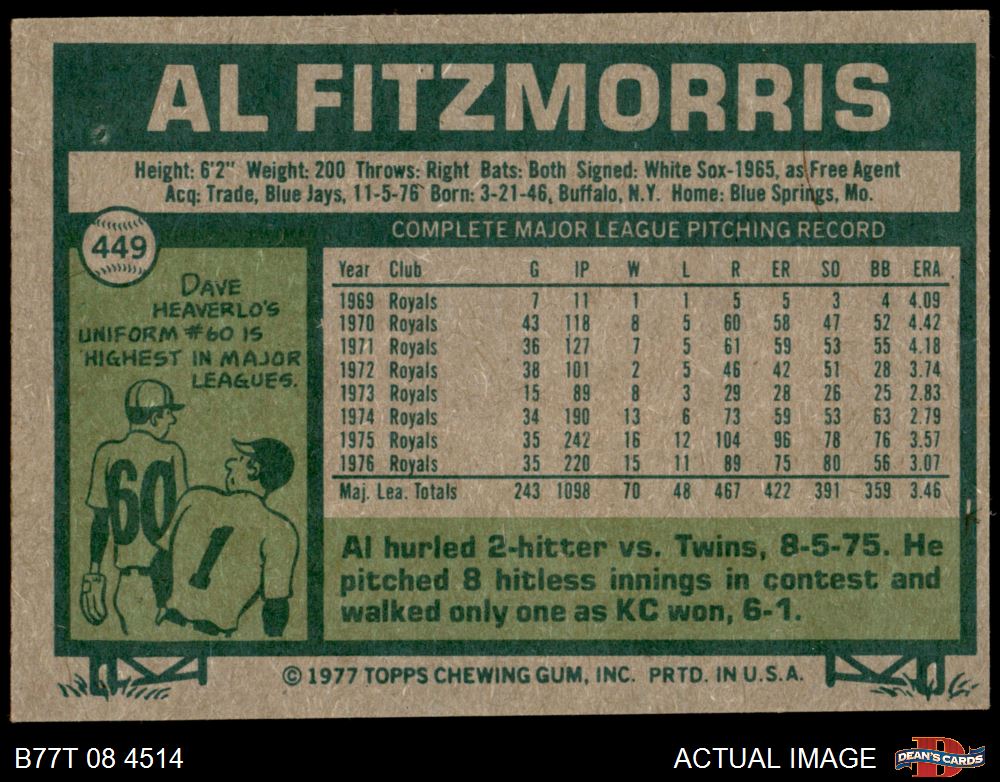 AL FITZMORRIS
Height: 6'2" Weight: 200 Throws: Right Bats: Both Signed: White Sox-1965, as Free Agent
Acq: Trade, Blue Jays, 11-5-76 Born: 3-21-46, Buffalo, N.Y. Home: Blue Springs, Mo.
449
DAVE
HEAVERLO'S
UNIFORM #60 IS
HIGHEST IN MAJOR
LEAGUES.
60
1
COMPLETE MAJOR LEAGUE PITCHING RECORD
Year Club G IP W L R ER SO BB ERA
1969 Royals 7 11 1 1 5 5 3 4 4.09
1970 Royals 43 118 8 5 60 58 47 52 4.42
1971 Royals 36 127 7 5 61 59 53 55 4.18
1972 Royals 38 101 2 5 46 42 51 28 3.74
1973 Royals 15 89 8 3 29 28 26 25 2.83
1974 Royals 34 190 13 6 73 59 53 63 2.79
1975 Royals 35 242 16 12 104 96 78 76 3.57
1976 Royals 35 220 15 11 89 75 80 56 3.07
Maj. Lea. Totals 243 1098 70 48 467 422 391 359 3.46
Al hurled 2-hitter vs. Twins, 8-5-75. He
pitched 8 hitless innings in contest and
walked only one as KC won, 6-1.
© 1977 TOPPS CHEWING GUM, INC. PRTD. IN U.S.A.
B77T 08 4514
ACTUAL IMAGE
D
DEAN'S CARDS